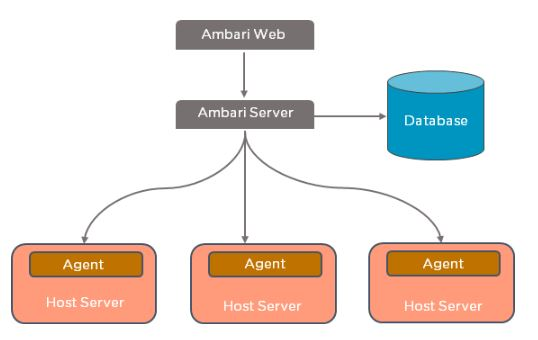 Ambari Web
Ambari Server
Database
Agent
Host Server
Agent
Host Server
Agent
Host Server